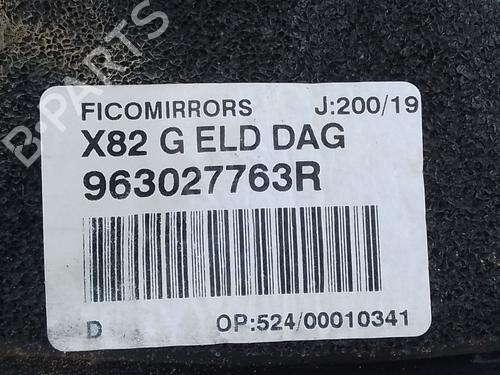 B-PARTS
FICOMIRRORS J:200/19
X82 G ELD DAG
963027763R
D OP:524/00010341